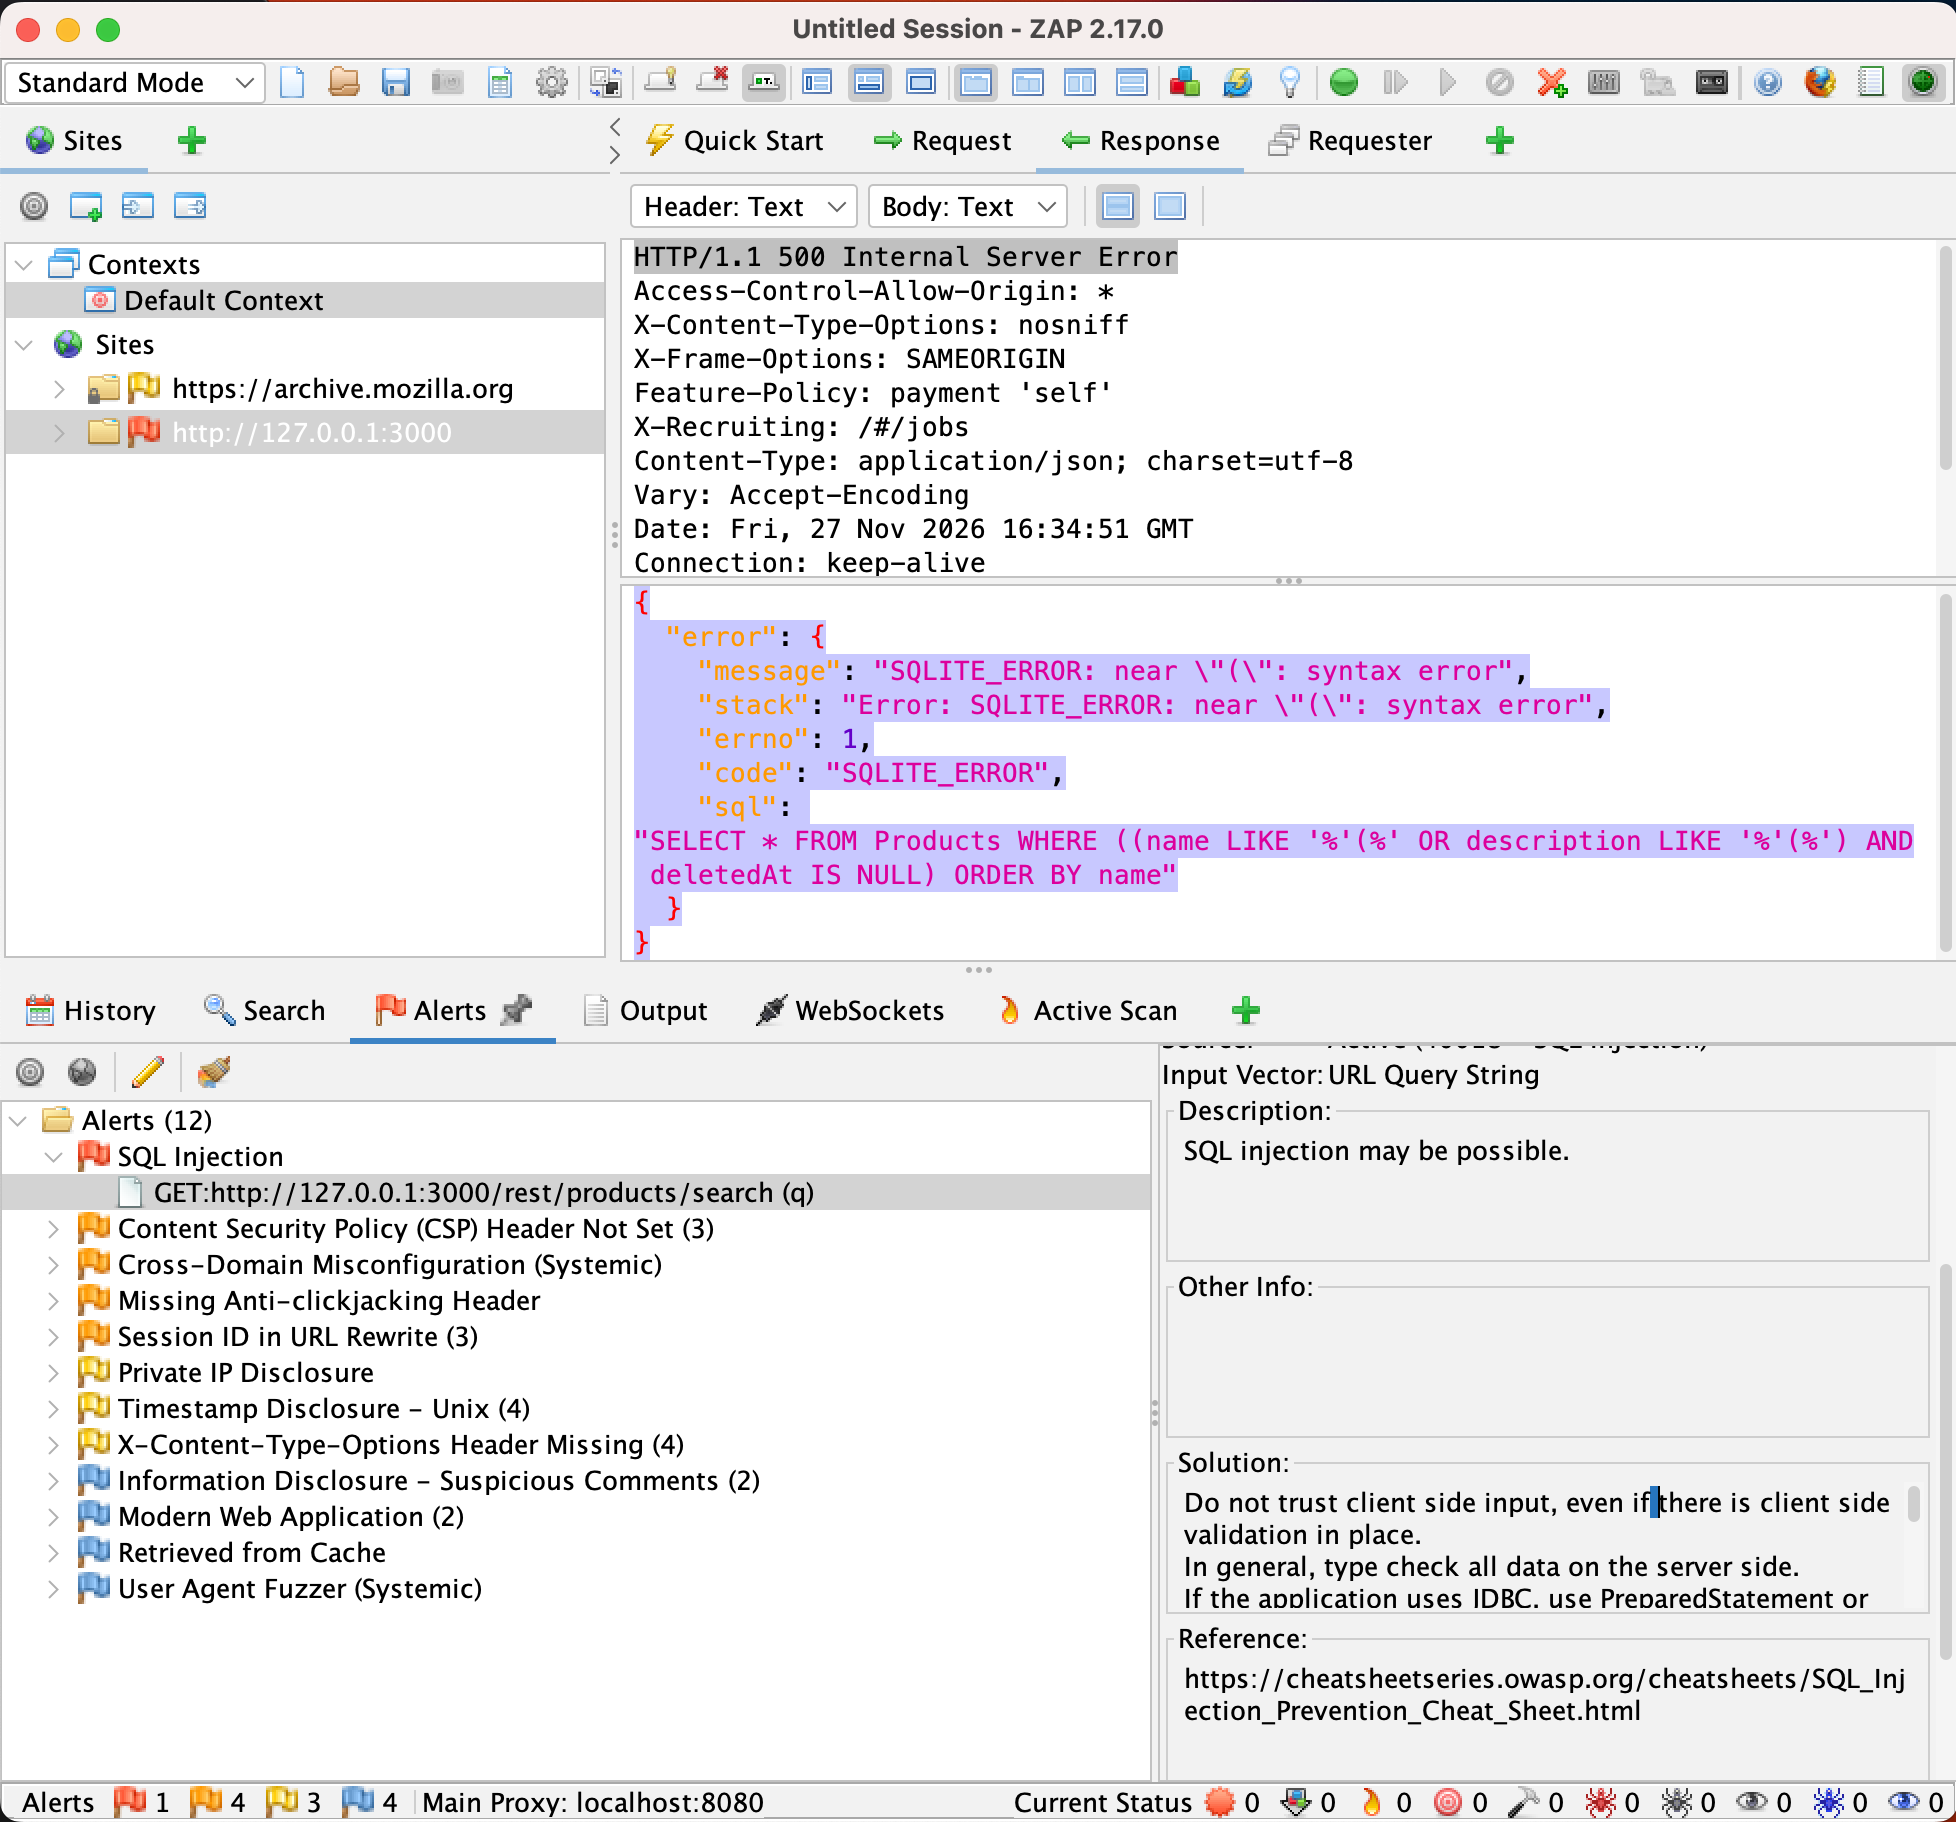 Untitled Session - ZAP 2.17.0
Standard Mode
Sites
Quick Start
Request
Response
Requester
Header: Text
Body: Text
Contexts
Default Context
Sites
https://archive.mozilla.org
http://127.0.0.1:3000
HTTP/1.1 500 Internal Server Error
Access-Control-Allow-Origin: *
X-Content-Type-Options: nosniff
X-Frame-Options: SAMEORIGIN
Feature-Policy: payment 'self'
X-Recruiting: /#/jobs
Content-Type: application/json; charset=utf-8
Vary: Accept-Encoding
Date: Fri, 27 Nov 2026 16:34:51 GMT
Connection: keep-alive
{
"error": {
"message": "SQLITE_ERROR: near \"(\": syntax error",
"stack": "Error: SQLITE_ERROR: near \"(\": syntax error",
"errno": 1,
"code": "SQLITE_ERROR",
"sql":
"SELECT * FROM Products WHERE ((name LIKE '%'(%' OR description LIKE '%'(%') AND
deletedAt IS NULL) ORDER BY name"
}
}
History
Search
Alerts
Output
WebSockets
Active Scan
Alerts (12)
SQL Injection
GET:http://127.0.0.1:3000/rest/products/search (q)
Content Security Policy (CSP) Header Not Set (3)
Cross-Domain Misconfiguration (Systemic)
Missing Anti-clickjacking Header
Session ID in URL Rewrite (3)
Private IP Disclosure
Timestamp Disclosure - Unix (4)
X-Content-Type-Options Header Missing (4)
Information Disclosure - Suspicious Comments (2)
Modern Web Application (2)
Retrieved from Cache
User Agent Fuzzer (Systemic)
Input Vector: URL Query String
Description:
SQL injection may be possible.
Other Info:
Solution:
Do not trust client side input, even if there is client side
validation in place.
In general, type check all data on the server side.
If the application uses JDBC, use PreparedStatement or
Reference:
https://cheatsheetseries.owasp.org/cheatsheets/SQL_Inj
ection_Prevention_Cheat_Sheet.html
Alerts 1 4 3 4 Main Proxy: localhost:8080
Current Status 0 0 0 0 0 0 0 0 0 0